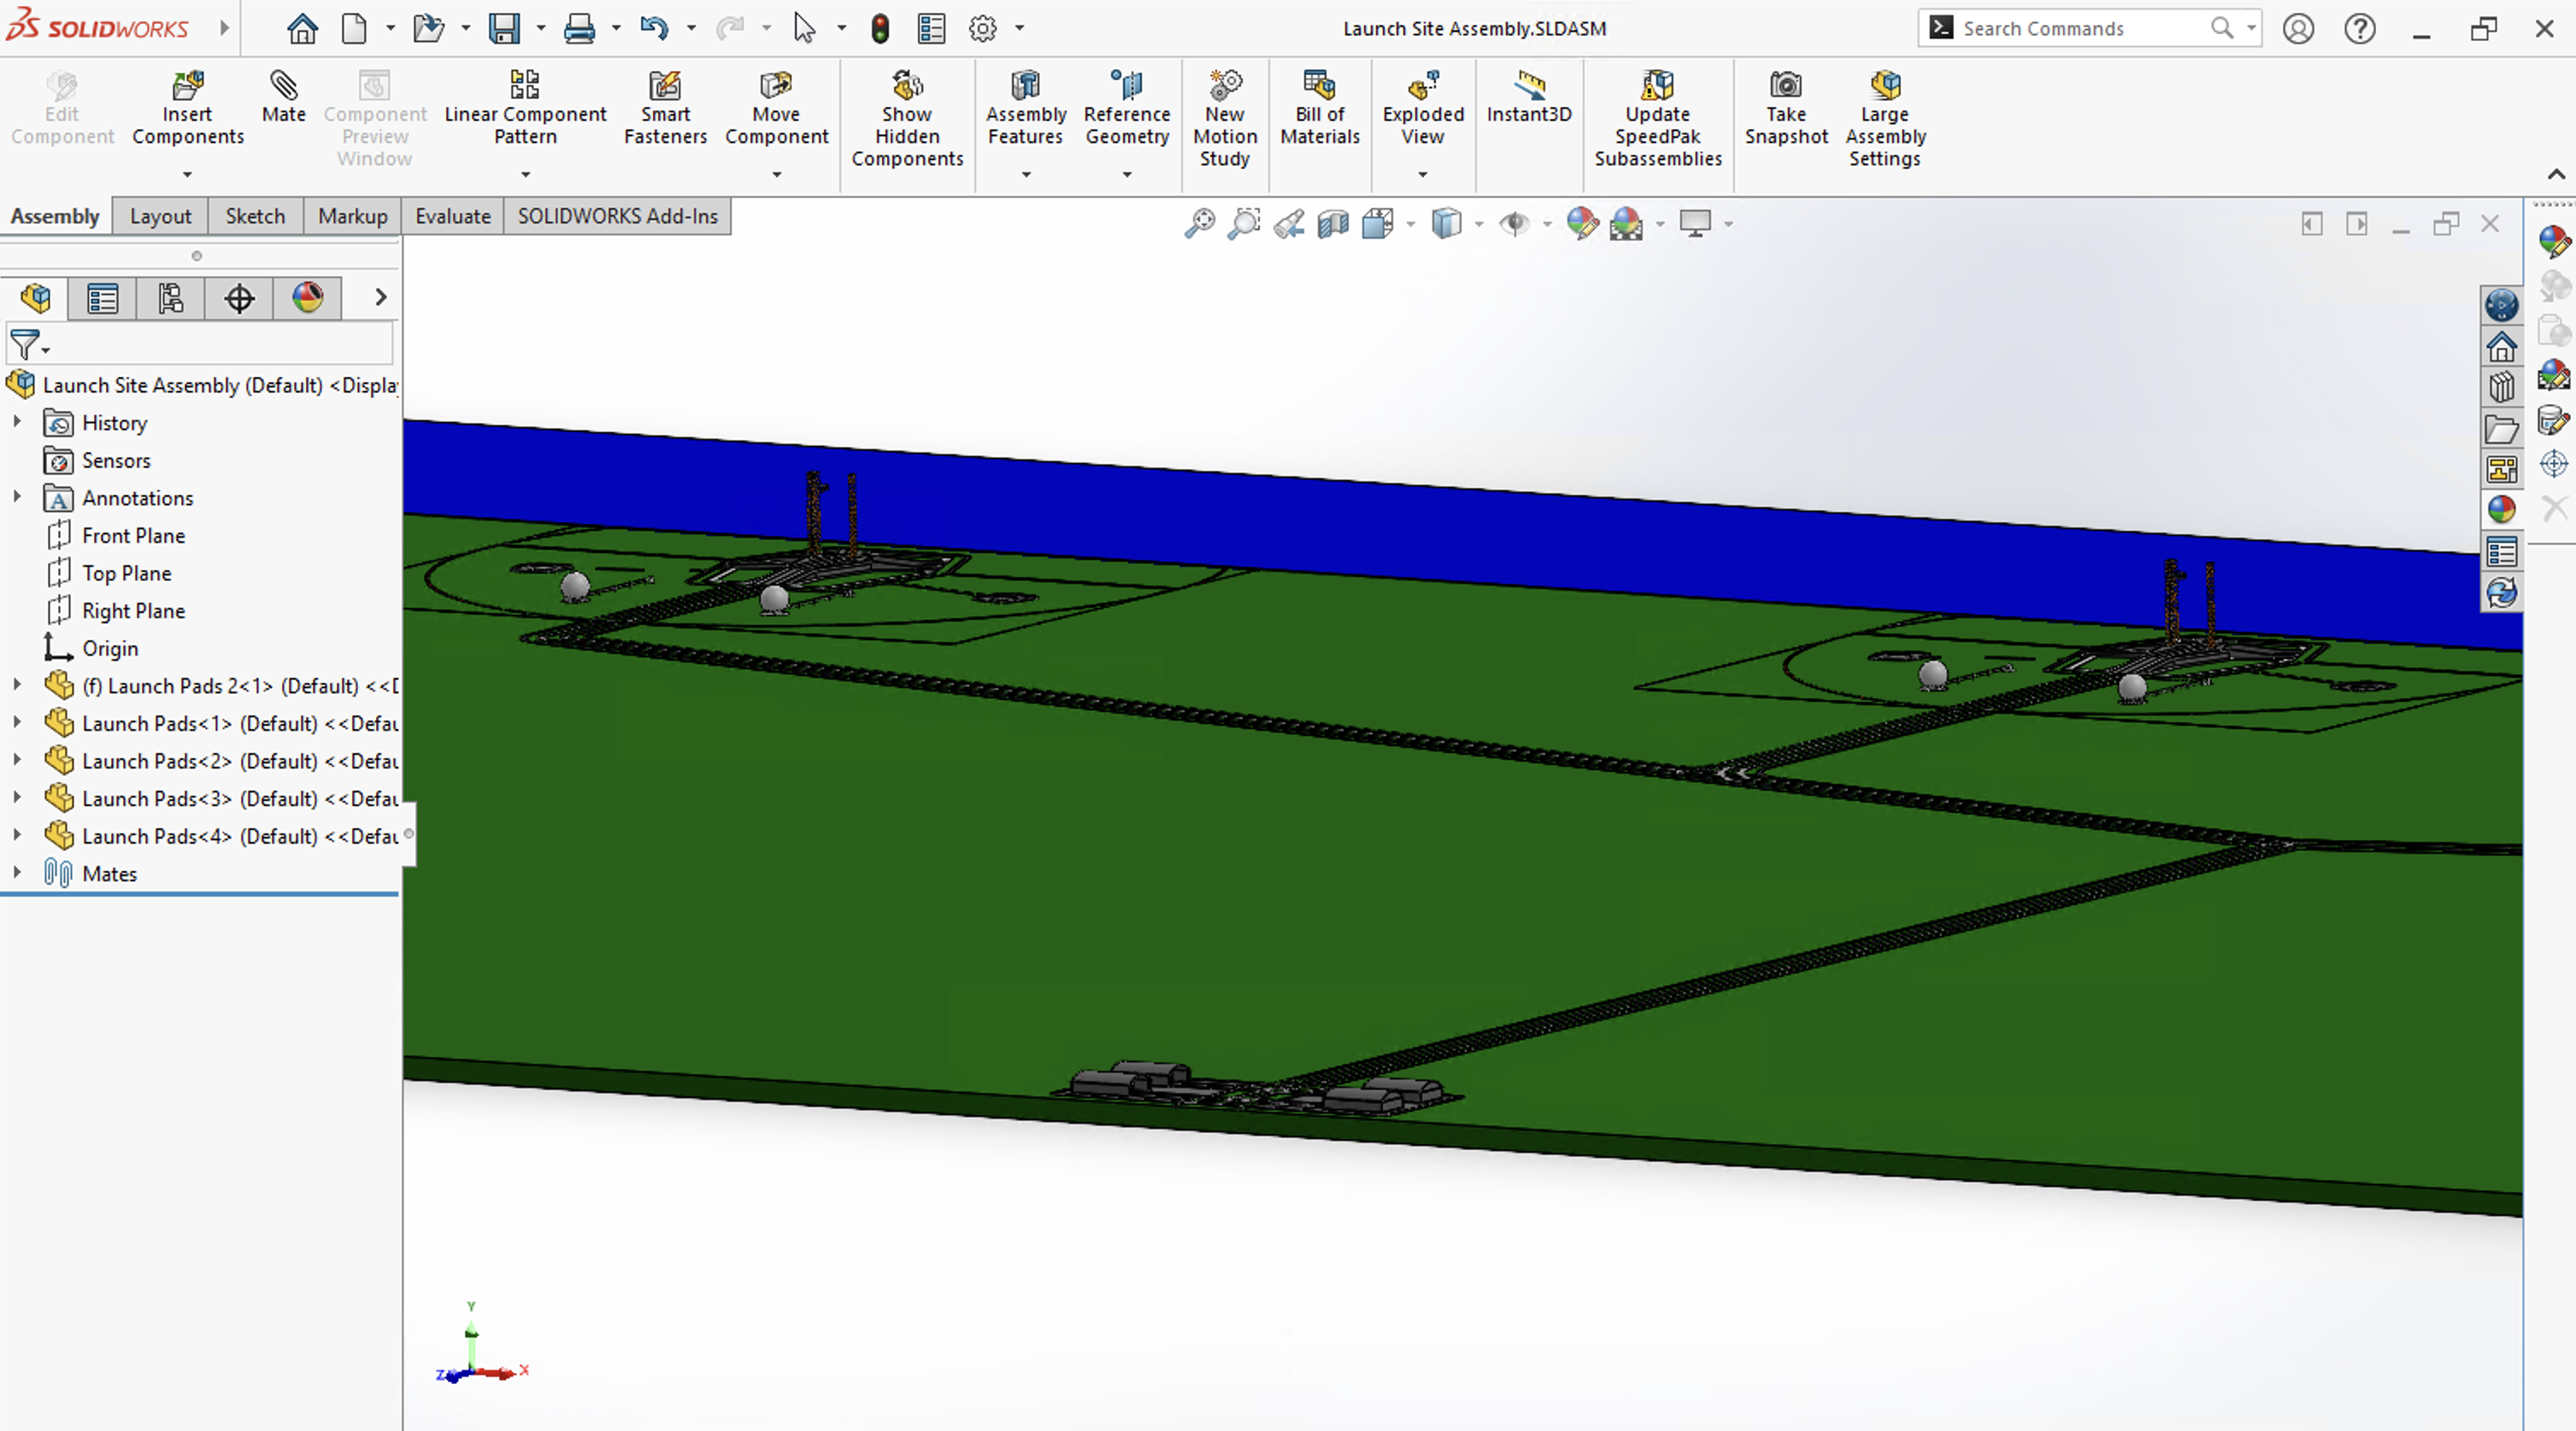 SOLIDWORKS
Launch Site Assembly.SLDASM
Search Commands
Edit Component
Insert Components
Mate
Component Preview Window
Linear Component Pattern
Smart Fasteners
Move Component
Show Hidden Components
Assembly Features
Reference Geometry
New Motion Study
Bill of Materials
Exploded View
Instant3D
Update SpeedPak Subassemblies
Take Snapshot
Large Assembly Settings
Assembly
Layout
Sketch
Markup
Evaluate
SOLIDWORKS Add-Ins
Launch Site Assembly (Default) <Displa
History
Sensors
Annotations
Front Plane
Top Plane
Right Plane
Origin
(f) Launch Pads 2<1> (Default) <<D
Launch Pads<1> (Default) <<Defau
Launch Pads<2> (Default) <<Defau
Launch Pads<3> (Default) <<Defau
Launch Pads<4> (Default) <<Defau
Mates
Y
Z
X